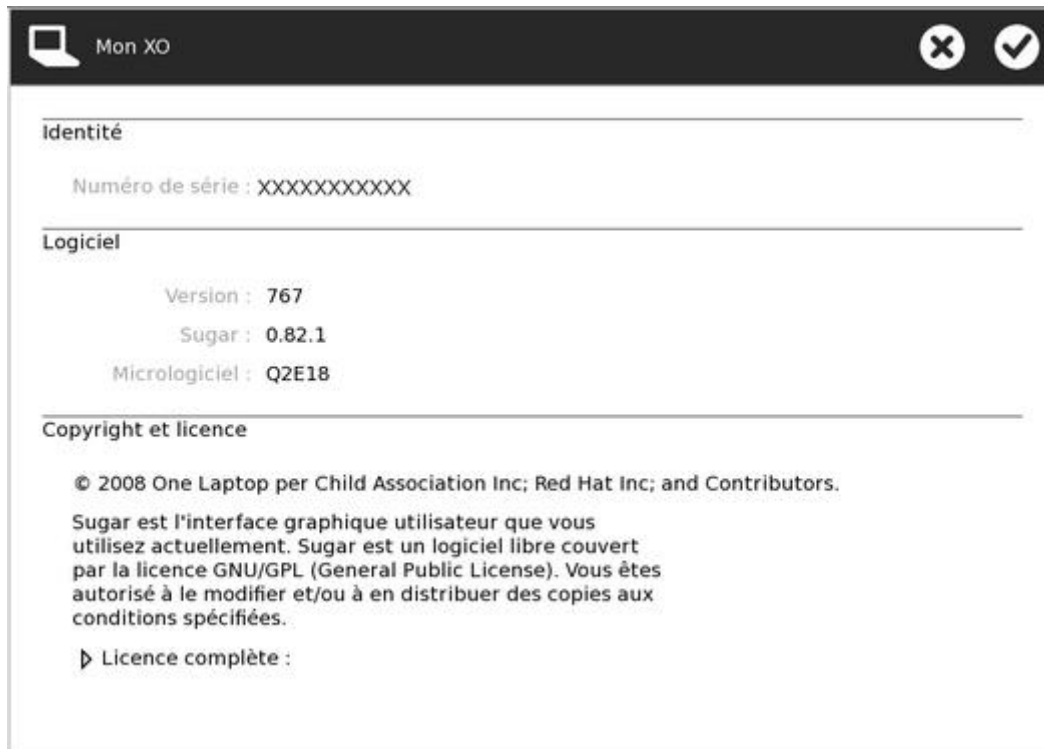 Mon XO
Identité
Numéro de série : XXXXXXXXXXX
Logiciel
Version : 767
Sugar : 0.82.1
Micrologiciel : Q2E18
Copyright et licence
© 2008 One Laptop per Child Association Inc; Red Hat Inc; and Contributors.
Sugar est l'interface graphique utilisateur que vous
utilisez actuellement. Sugar est un logiciel libre couvert
par la licence GNU/GPL (General Public License). Vous êtes
autorisé à le modifier et/ou à en distribuer des copies aux
conditions spécifiées.
Licence complète :